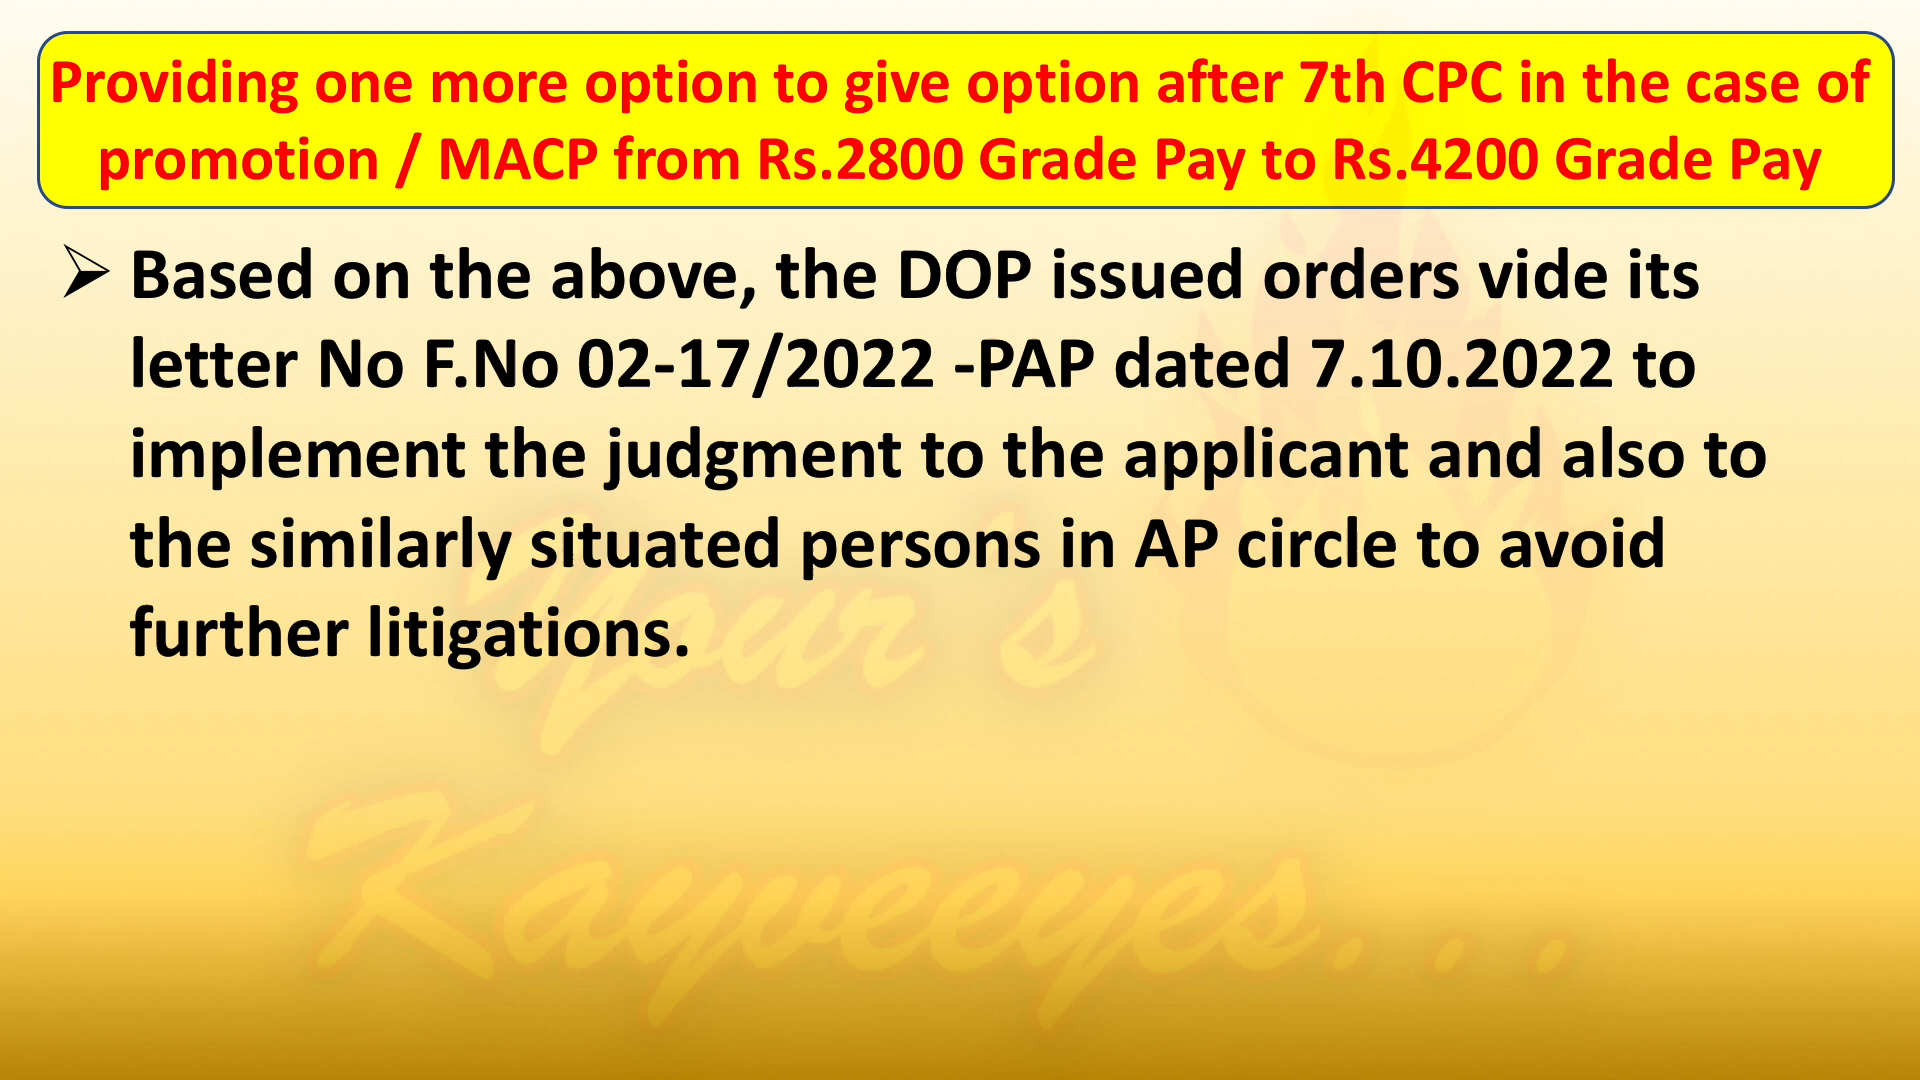 Providing one more option to give option after 7th CPC in the case of
promotion / MACP from Rs.2800 Grade Pay to Rs.4200 Grade Pay
➢ Based on the above, the DOP issued orders vide its
letter No F.No 02-17/2022 -PAP dated 7.10.2022 to
implement the judgment to the applicant and also to
the similarly situated persons in AP circle to avoid
further litigations.
Your's
Kayveeyes. . .